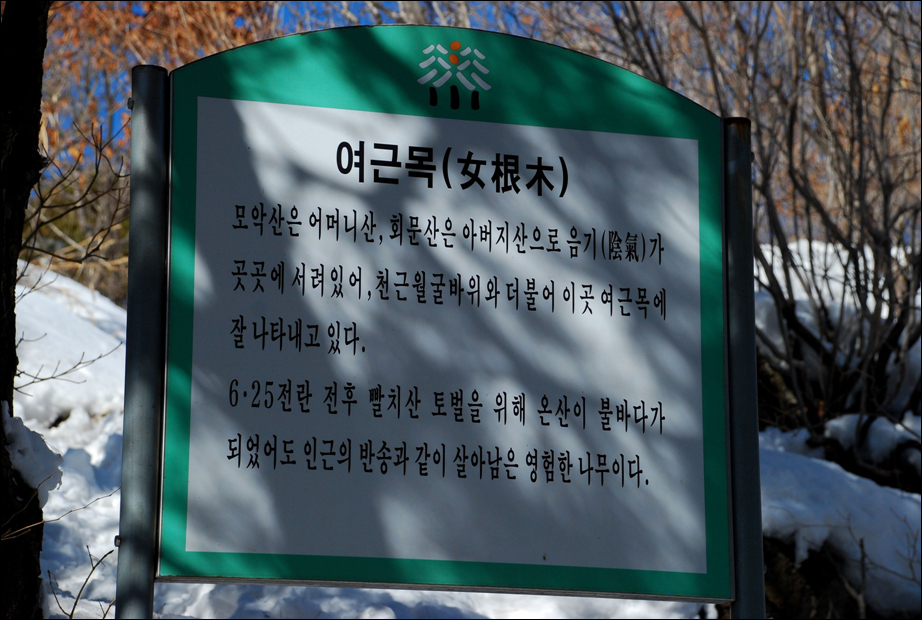 여근목(女根木)
모악산은 어머니산, 회문산은 아버지산으로 음기(陰氣)가
곳곳에 서려있어, 천근월굴바위와 더불어 이곳 여근목에
잘 나타내고 있다.
6·25전란 전후 빨치산 토벌을 위해 온산이 불바다가
되었어도 인근의 반송과 같이 살아남은 영험한 나무이다.